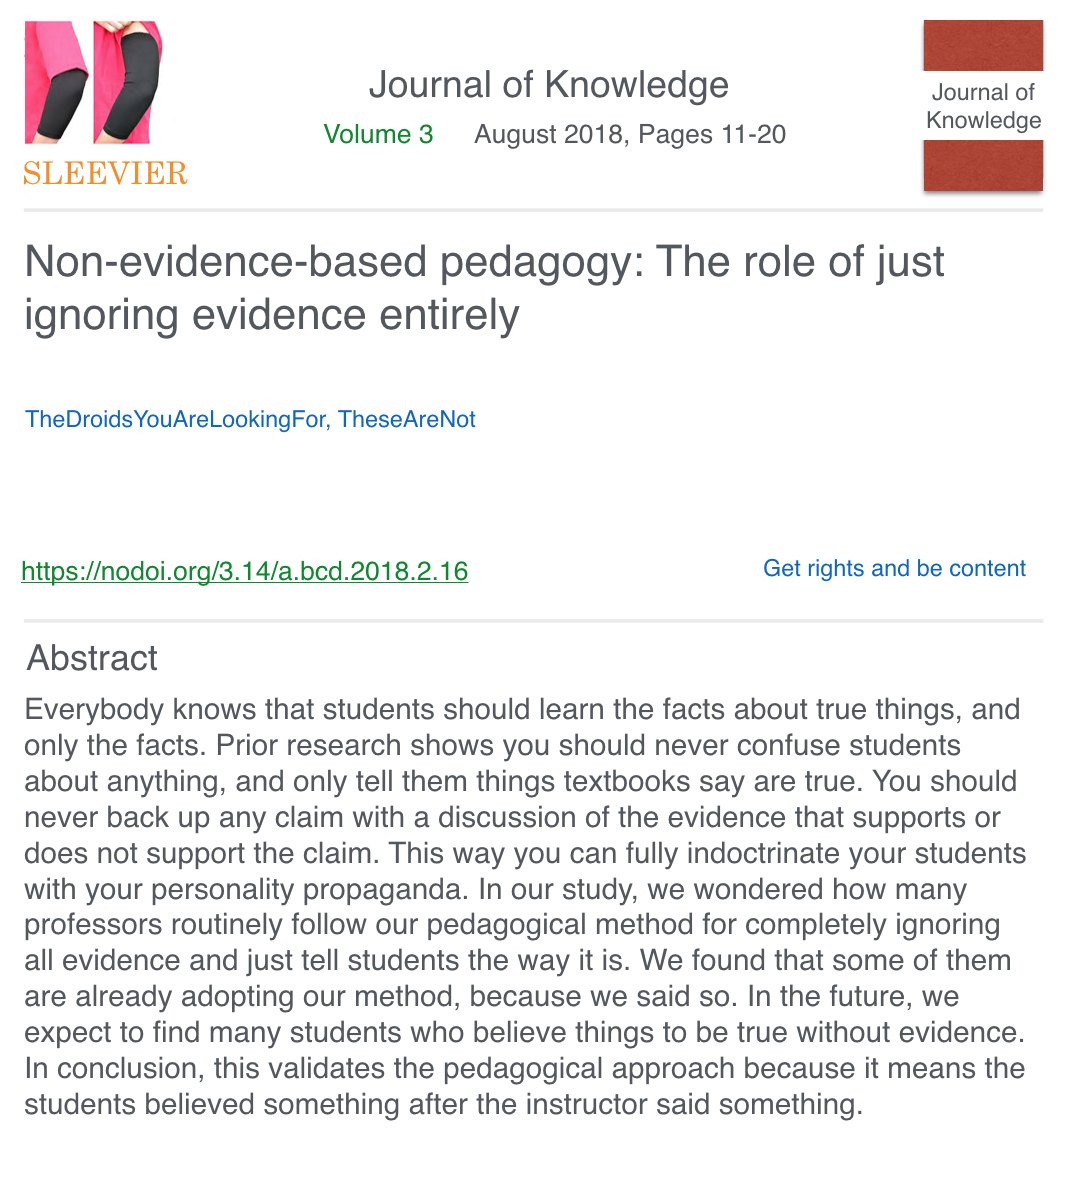 Journal of Knowledge
Volume 3 August 2018, Pages 11-20
Journal of
Knowledge
SLEEVIER
Non-evidence-based pedagogy: The role of just
ignoring evidence entirely
TheDroidsYouAreLookingFor, TheseAreNot
https://nodoi.org/3.14/a.bcd.2018.2.16
Get rights and be content
Abstract
Everybody knows that students should learn the facts about true things, and
only the facts. Prior research shows you should never confuse students
about anything, and only tell them things textbooks say are true. You should
never back up any claim with a discussion of the evidence that supports or
does not support the claim. This way you can fully indoctrinate your students
with your personality propaganda. In our study, we wondered how many
professors routinely follow our pedagogical method for completely ignoring
all evidence and just tell students the way it is. We found that some of them
are already adopting our method, because we said so. In the future, we
expect to find many students who believe things to be true without evidence.
In conclusion, this validates the pedagogical approach because it means the
students believed something after the instructor said something.